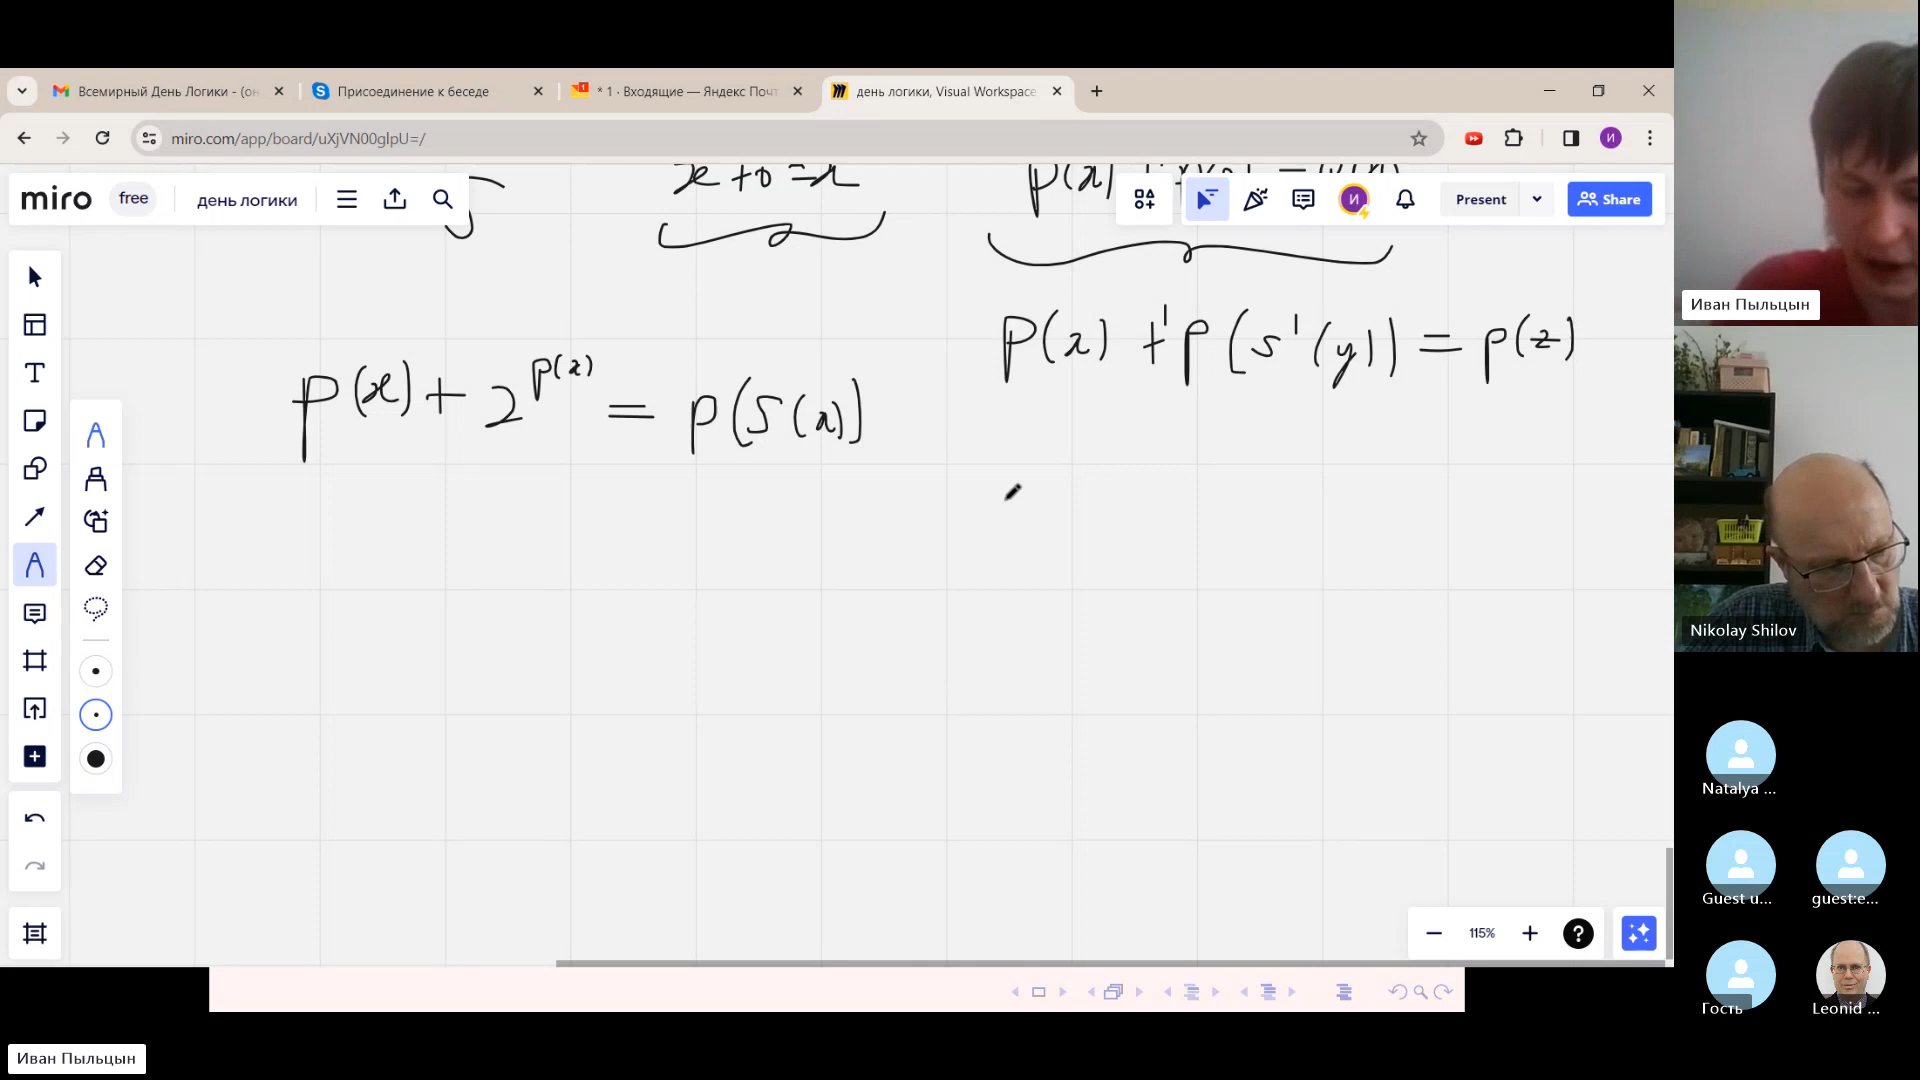 Всемирный День Логики - (он
Присоединение к беседе
* 1 · Входящие — Яндекс Почт
день логики, Visual Workspace
miro.com/app/board/uXjVN00glpU=/
И
miro
free
день логики
И
Present
Share
x + 0 = x
p(x) + 2^{p(x)} = p(S(x))
p(x) +' p(s'(y)) = p(z)
115%
Иван Пыльцын
Nikolay Shilov
Natalya ...
Guest u...
guest:e...
Гость
Leonid ...
Иван Пыльцын